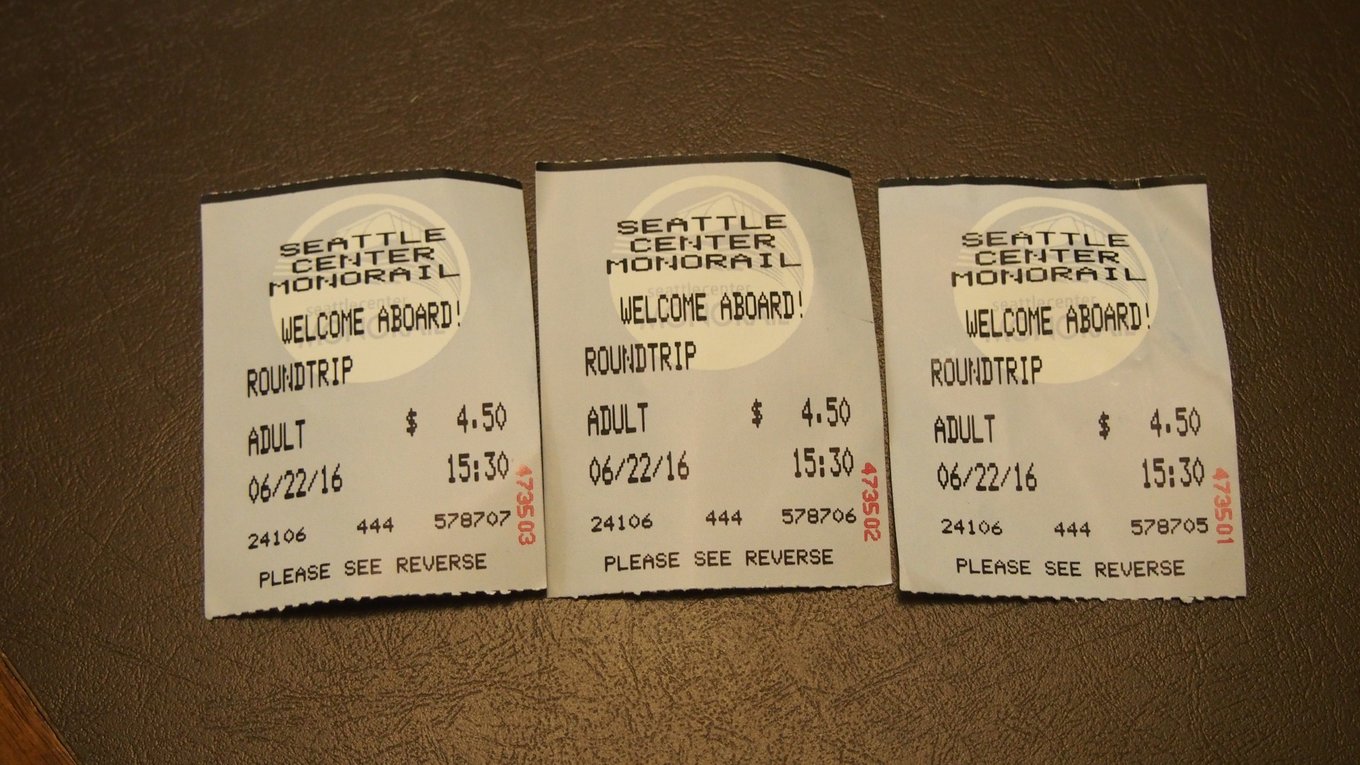 SEATTLE
CENTER
MONORAIL
WELCOME ABOARD!
ROUNDTRIP
ADULT $ 4.50
06/22/16 15:30
24106 444 578707
PLEASE SEE REVERSE
473503
SEATTLE
CENTER
MONORAIL
seattlecenter
MONORAIL
WELCOME ABOARD!
ROUNDTRIP
ADULT $ 4.50
06/22/16 15:30
24106 444 578706
PLEASE SEE REVERSE
473502
SEATTLE
CENTER
MONORAIL
WELCOME ABOARD!
ROUNDTRIP
ADULT $ 4.50
06/22/16 15:30
24106 444 578705
PLEASE SEE REVERSE
473501